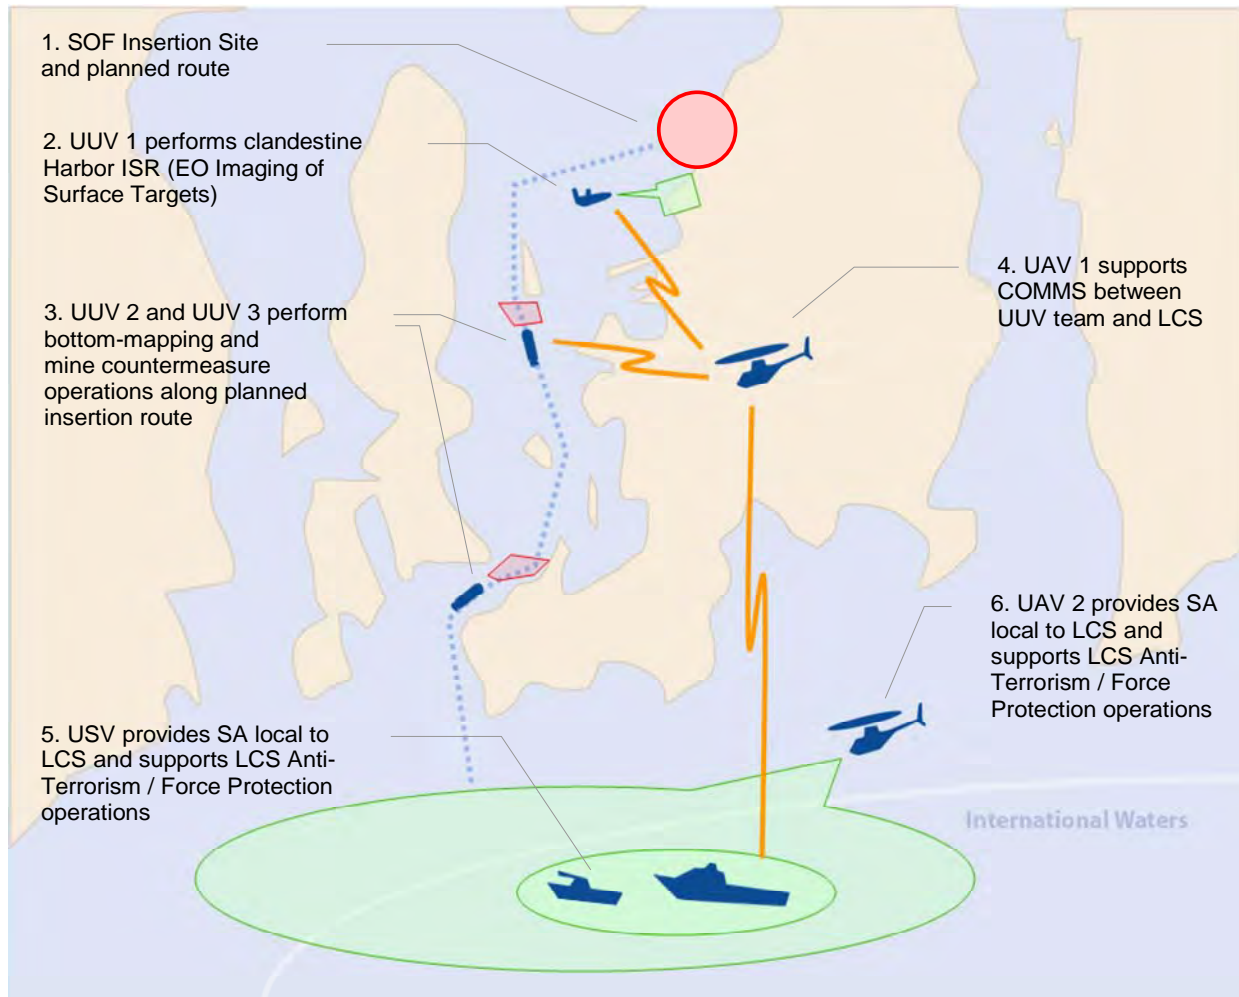 1. SOF Insertion Site
and planned route
2. UUV 1 performs clandestine
Harbor ISR (EO Imaging of
Surface Targets)
3. UUV 2 and UUV 3 perform
bottom-mapping and
mine countermeasure
operations along planned
insertion route
4. UAV 1 supports
COMMS between
UUV team and LCS
5. USV provides SA local to
LCS and supports LCS Anti-
Terrorism / Force Protection
operations
6. UAV 2 provides SA
local to LCS and
supports LCS Anti-
Terrorism / Force
Protection operations
International Waters